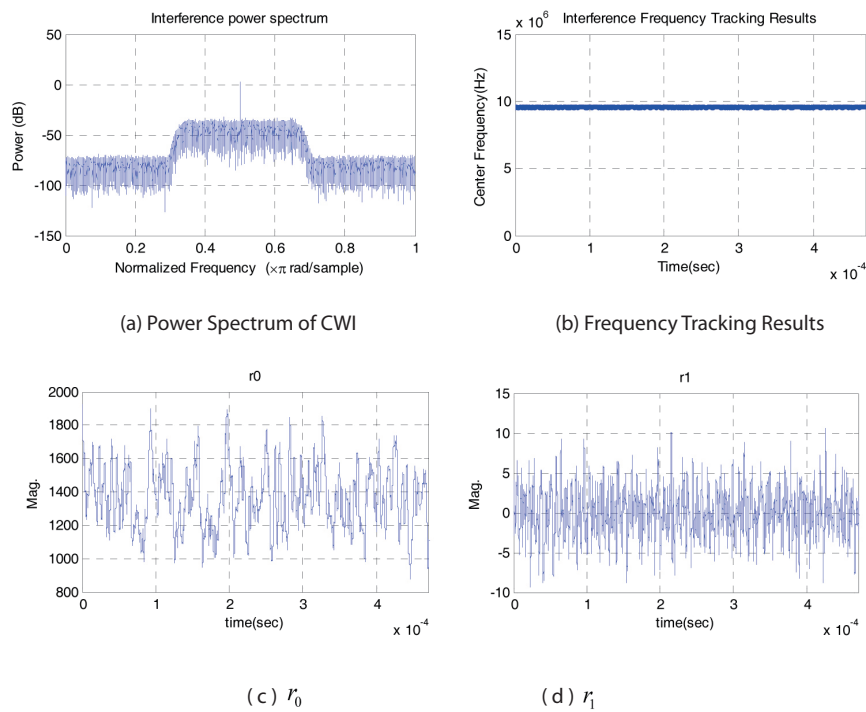 Interference power spectrum
50
0
-50
-100
-150
Power (dB)
0 0.2 0.4 0.6 0.8 1
Normalized Frequency (×π rad/sample)
(a) Power Spectrum of CWI
x 10^6
Interference Frequency Tracking Results
15
10
5
0
Center Frequency(Hz)
0 1 2 3 4
Time(sec)
x 10^-4
(b) Frequency Tracking Results
r0
2000
1800
1600
1400
1200
1000
800
Mag.
0 1 2 3 4
time(sec)
x 10^-4
( c ) r_0
r1
15
10
5
0
-5
-10
Mag.
0 1 2 3 4
time(sec)
x 10^-4
( d ) r_1